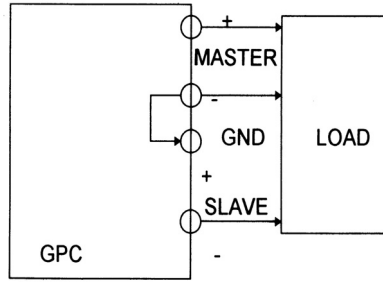 +
MASTER
-
GND
LOAD
+
SLAVE
GPC
-